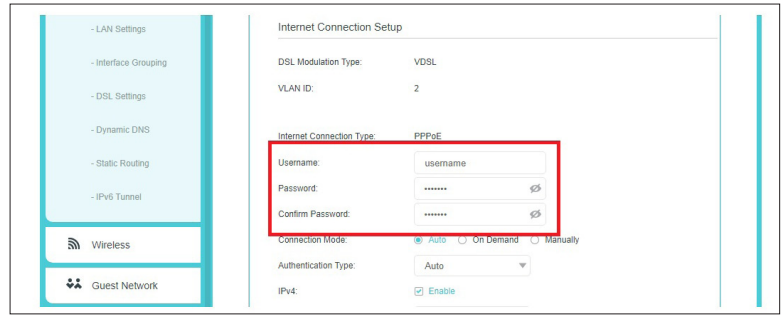 - LAN Settings
- Interface Grouping
- DSL Settings
- Dynamic DNS
- Static Routing
- IPv6 Tunnel
Wireless
Guest Network
Internet Connection Setup
DSL Modulation Type: VDSL
VLAN ID: 2
Internet Connection Type: PPPoE
Username: username
Password: •••••••
Confirm Password: •••••••
Connection Mode: Auto On Demand Manually
Authentication Type: Auto
IPv4: Enable